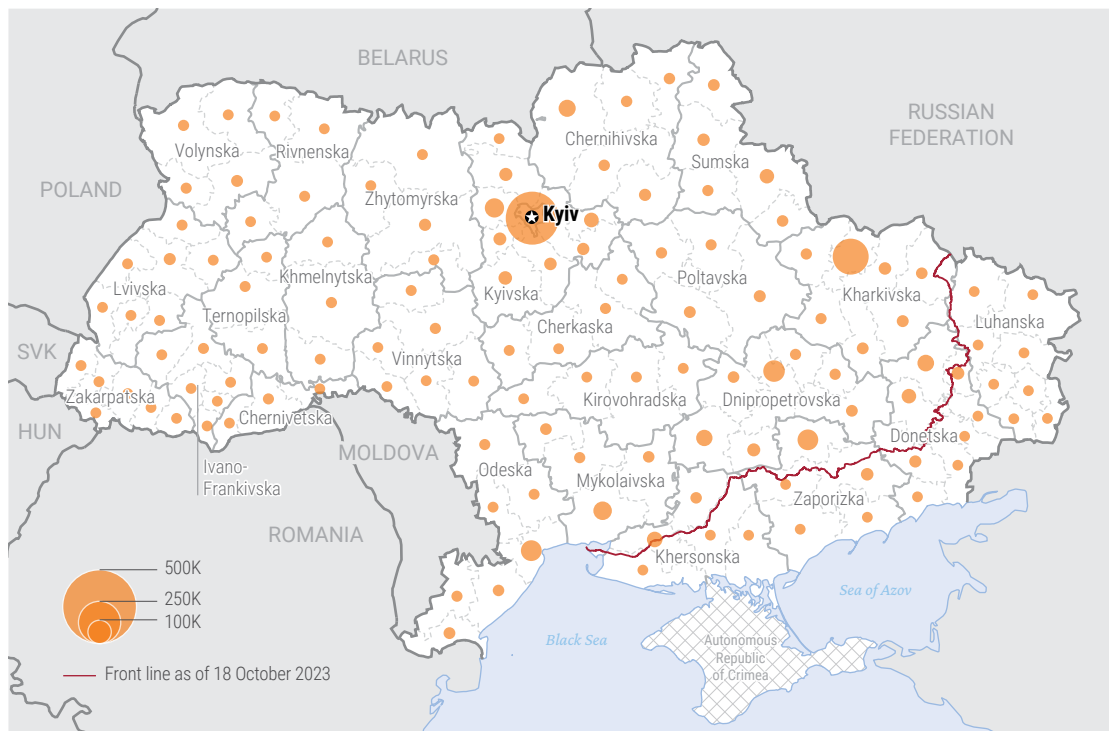 BELARUS
RUSSIAN
FEDERATION
Chernihivska
Volynska
Rivnenska
Sumska
POLAND
Zhytomyrska
Kyiv
Khmelnytska
Poltavska
Lvivska
Kyivska
Kharkivska
Ternopilska
Cherkaska
Luhanska
SVK
Vinnytska
Zakarpatska
Kirovohradska
Dnipropetrovska
Chernivetska
HUN
Donetska
MOLDOVA
Ivano-
Frankivska
Odeska
Mykolaivska
Zaporizka
ROMANIA
Khersonska
500K
250K
100K
Sea of Azov
Black Sea
Autonomous
Republic
of Crimea
Front line as of 18 October 2023